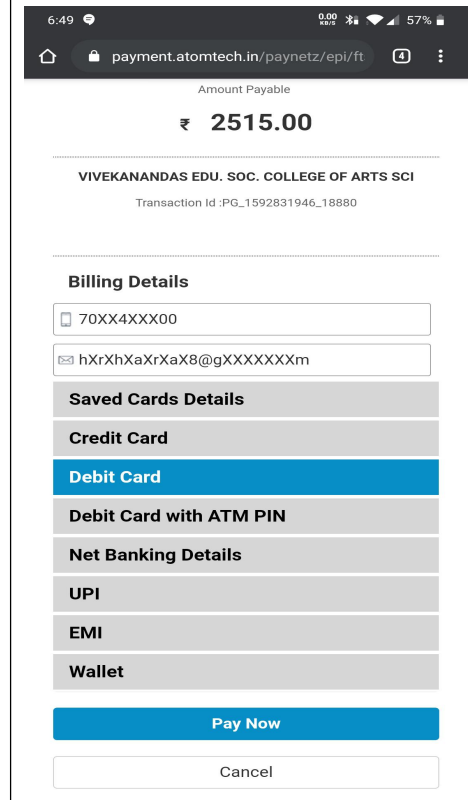 6:49 0.00 KB/S 57%
payment.atomtech.in/paynetz/epi/ft 4
Amount Payable
₹ 2515.00
VIVEKANANDAS EDU. SOC. COLLEGE OF ARTS SCI
Transaction Id :PG_1592831946_18880
Billing Details
70XX4XXX00
hXrXhXaXrXaX8@gXXXXXXXm
Saved Cards Details
Credit Card
Debit Card
Debit Card with ATM PIN
Net Banking Details
UPI
EMI
Wallet
Pay Now
Cancel